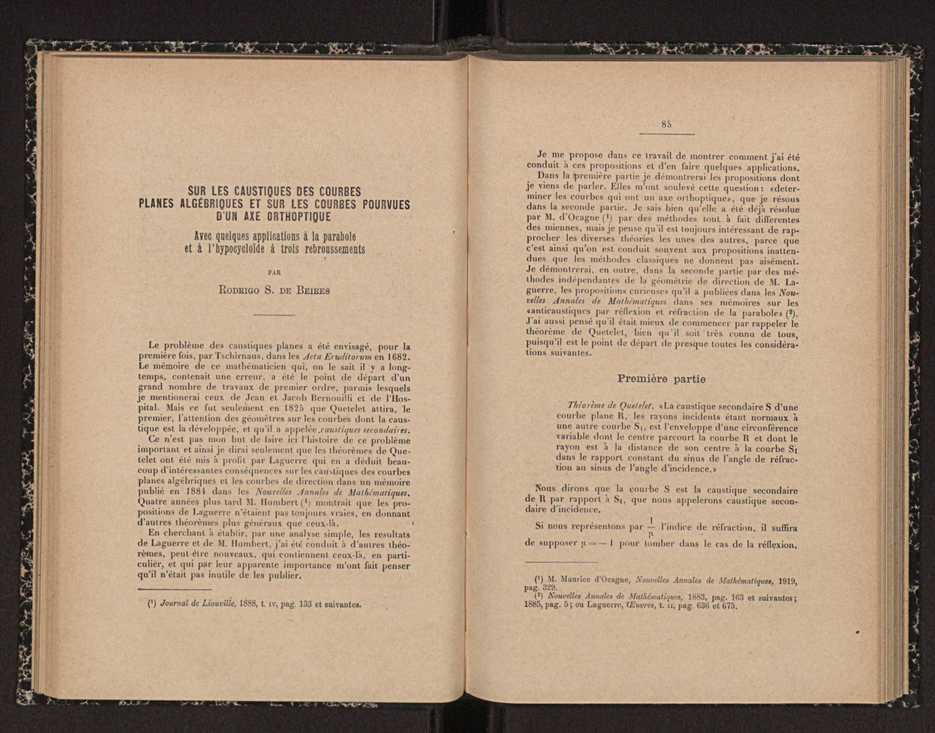 SUR LES CAUSTIQUES DES COURBES
PLANES ALGÉBRIQUES ET SUR LES COURBES POURVUES
D'UN AXE ORTHOPTIQUE
Avec quelques applications à la parabole
et à l'hypocycloïde à trois rebroussements
PAR
RODRIGO S. DE BEIRES
Le problème des caustiques planes a été envisagé, pour la
première fois, par Tschirnaus, dans les Acta Eruditorum en 1682.
Le mémoire de ce mathématicien qui, on le sait il y a long-
temps, contenait une erreur, a été le point de départ d'un
grand nombre de travaux de premier ordre, parmis lesquels
je mentionerai ceux de Jean et Jacob Bernouilli et de l'Hos-
pital. Mais ce fut seulement en 1825 que Quetelet attira, le
premier, l'attention des géomètres sur les courbes dont la caus-
tique est la développée, et qu'il a appelée caustiques secondaires.
Ce n'est pas mon but de faire ici l'histoire de ce problème
important et ainsi je dirai seulement que les théorèmes de Que-
telet ont été mis à profit par Laguerre qui en a déduit beau-
coup d'intéressantes conséquences sur les caustiques des courbes
planes algébriques et les courbes de direction dans un mémoire
publié en 1884 dans les Nouvelles Annales de Mathématiques.
Quatre années plus tard M. Humbert (¹) montrait que les pro-
positions de Laguerre n'étaient pas toujours vraies, en donnant
d'autres théorèmes plus généraux que ceux-là.
En cherchant à établir, par une analyse simple, les resultats
de Laguerre et de M. Humbert, j'ai été conduit à d'autres théo-
rèmes, peut-être nouveaux, qui contiennent ceux-là, en parti-
culier, et qui par leur apparente importance m'ont fait penser
qu'il n'était pas inutile de les publier.
(¹) Journal de Liouville, 1888, t. IV, pag. 133 et suivantes.
85
Je me propose dans ce travail de montrer comment j'ai été
conduit à ces propositions et d'en faire quelques applications.
Dans la première partie je démontrerai les propositions dont
je viens de parler. Elles m'ont soulevé cette question: «deter-
miner les courbes qui ont un axe orthoptique», que je résous
dans la seconde partie. Je sais bien qu'elle a été déjà résolue
par M. d'Ocagne (¹) par des méthodes tout à fait différentes
des miennes, mais je pense qu'il est toujours intéressant de rap-
procher les diverses théories les unes des autres, parce que
c'est ainsi qu'on est conduit souvent aux propositions inatten-
dues que les méthodes classiques ne donnent pas aisément.
Je démontrerai, en outre, dans la seconde partie par des mé-
thodes indépendantes de la géométrie de direction de M. La-
guerre, les propositions curieuses qu'il a publiées dans les Nou-
velles Annales de Mathématiques dans ses mémoires sur les
«anticaustiques par réflexion et réfraction de la parabole» (²).
J'ai aussi pensé qu'il était mieux de commencer par rappeler le
théorème de Quetelet, bien qu'il soit très connu de tous,
puisqu'il est le point de départ de presque toutes les considéra-
tions suivantes.
Première partie
Théorème de Quetelet. «La caustique secondaire S d'une
courbe plane R, les rayons incidents étant normaux à
une autre courbe S₁, est l'enveloppe d'une circonférence
variable dont le centre parcourt la courbe R et dont le
rayon est à la distance de son centre à la courbe S₁
dans le rapport constant du sinus de l'angle de réfrac-
tion au sinus de l'angle d'incidence.»
Nous dirons que la courbe S est la caustique secondaire
de R par rapport à S₁, que nous appelerons caustique secon-
daire d'incidence.
Si nous représentons par 1/μ l'indice de réfraction, il suffira
de supposer μ = — 1 pour tomber dans le cas de la réflexion.
(¹) M. Maurice d'Ocagne, Nouvelles Annales de Mathématiques, 1919,
pag. 329.
(²) Nouvelles Annales de Mathématiques, 1883, pag. 163 et suivantes;
1885, pag. 5; ou Laguerre, Œuvres, t. II, pag. 636 et 675.